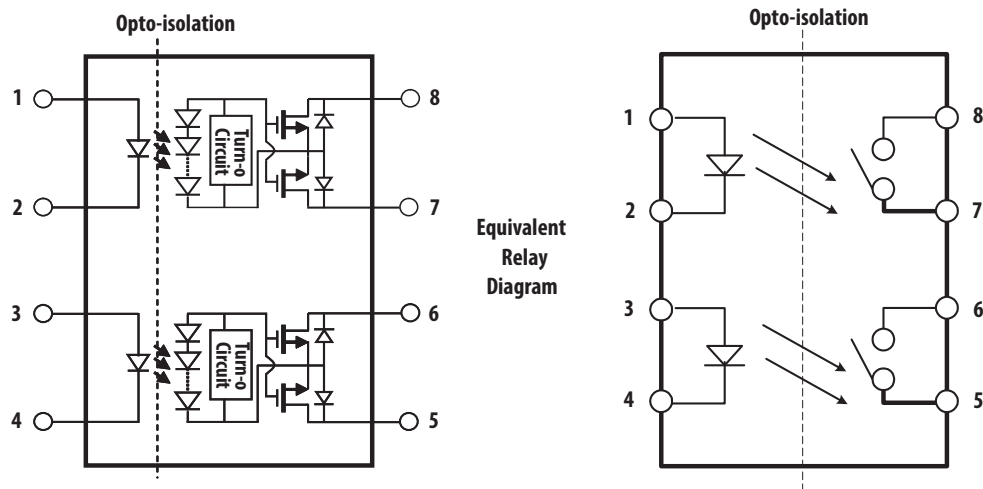 Opto-isolation
1
2
3
4
Turn-o
Circuit
Turn-o
Circuit
8
7
6
5
Equivalent
Relay
Diagram
Opto-isolation
1
2
3
4
8
7
6
5